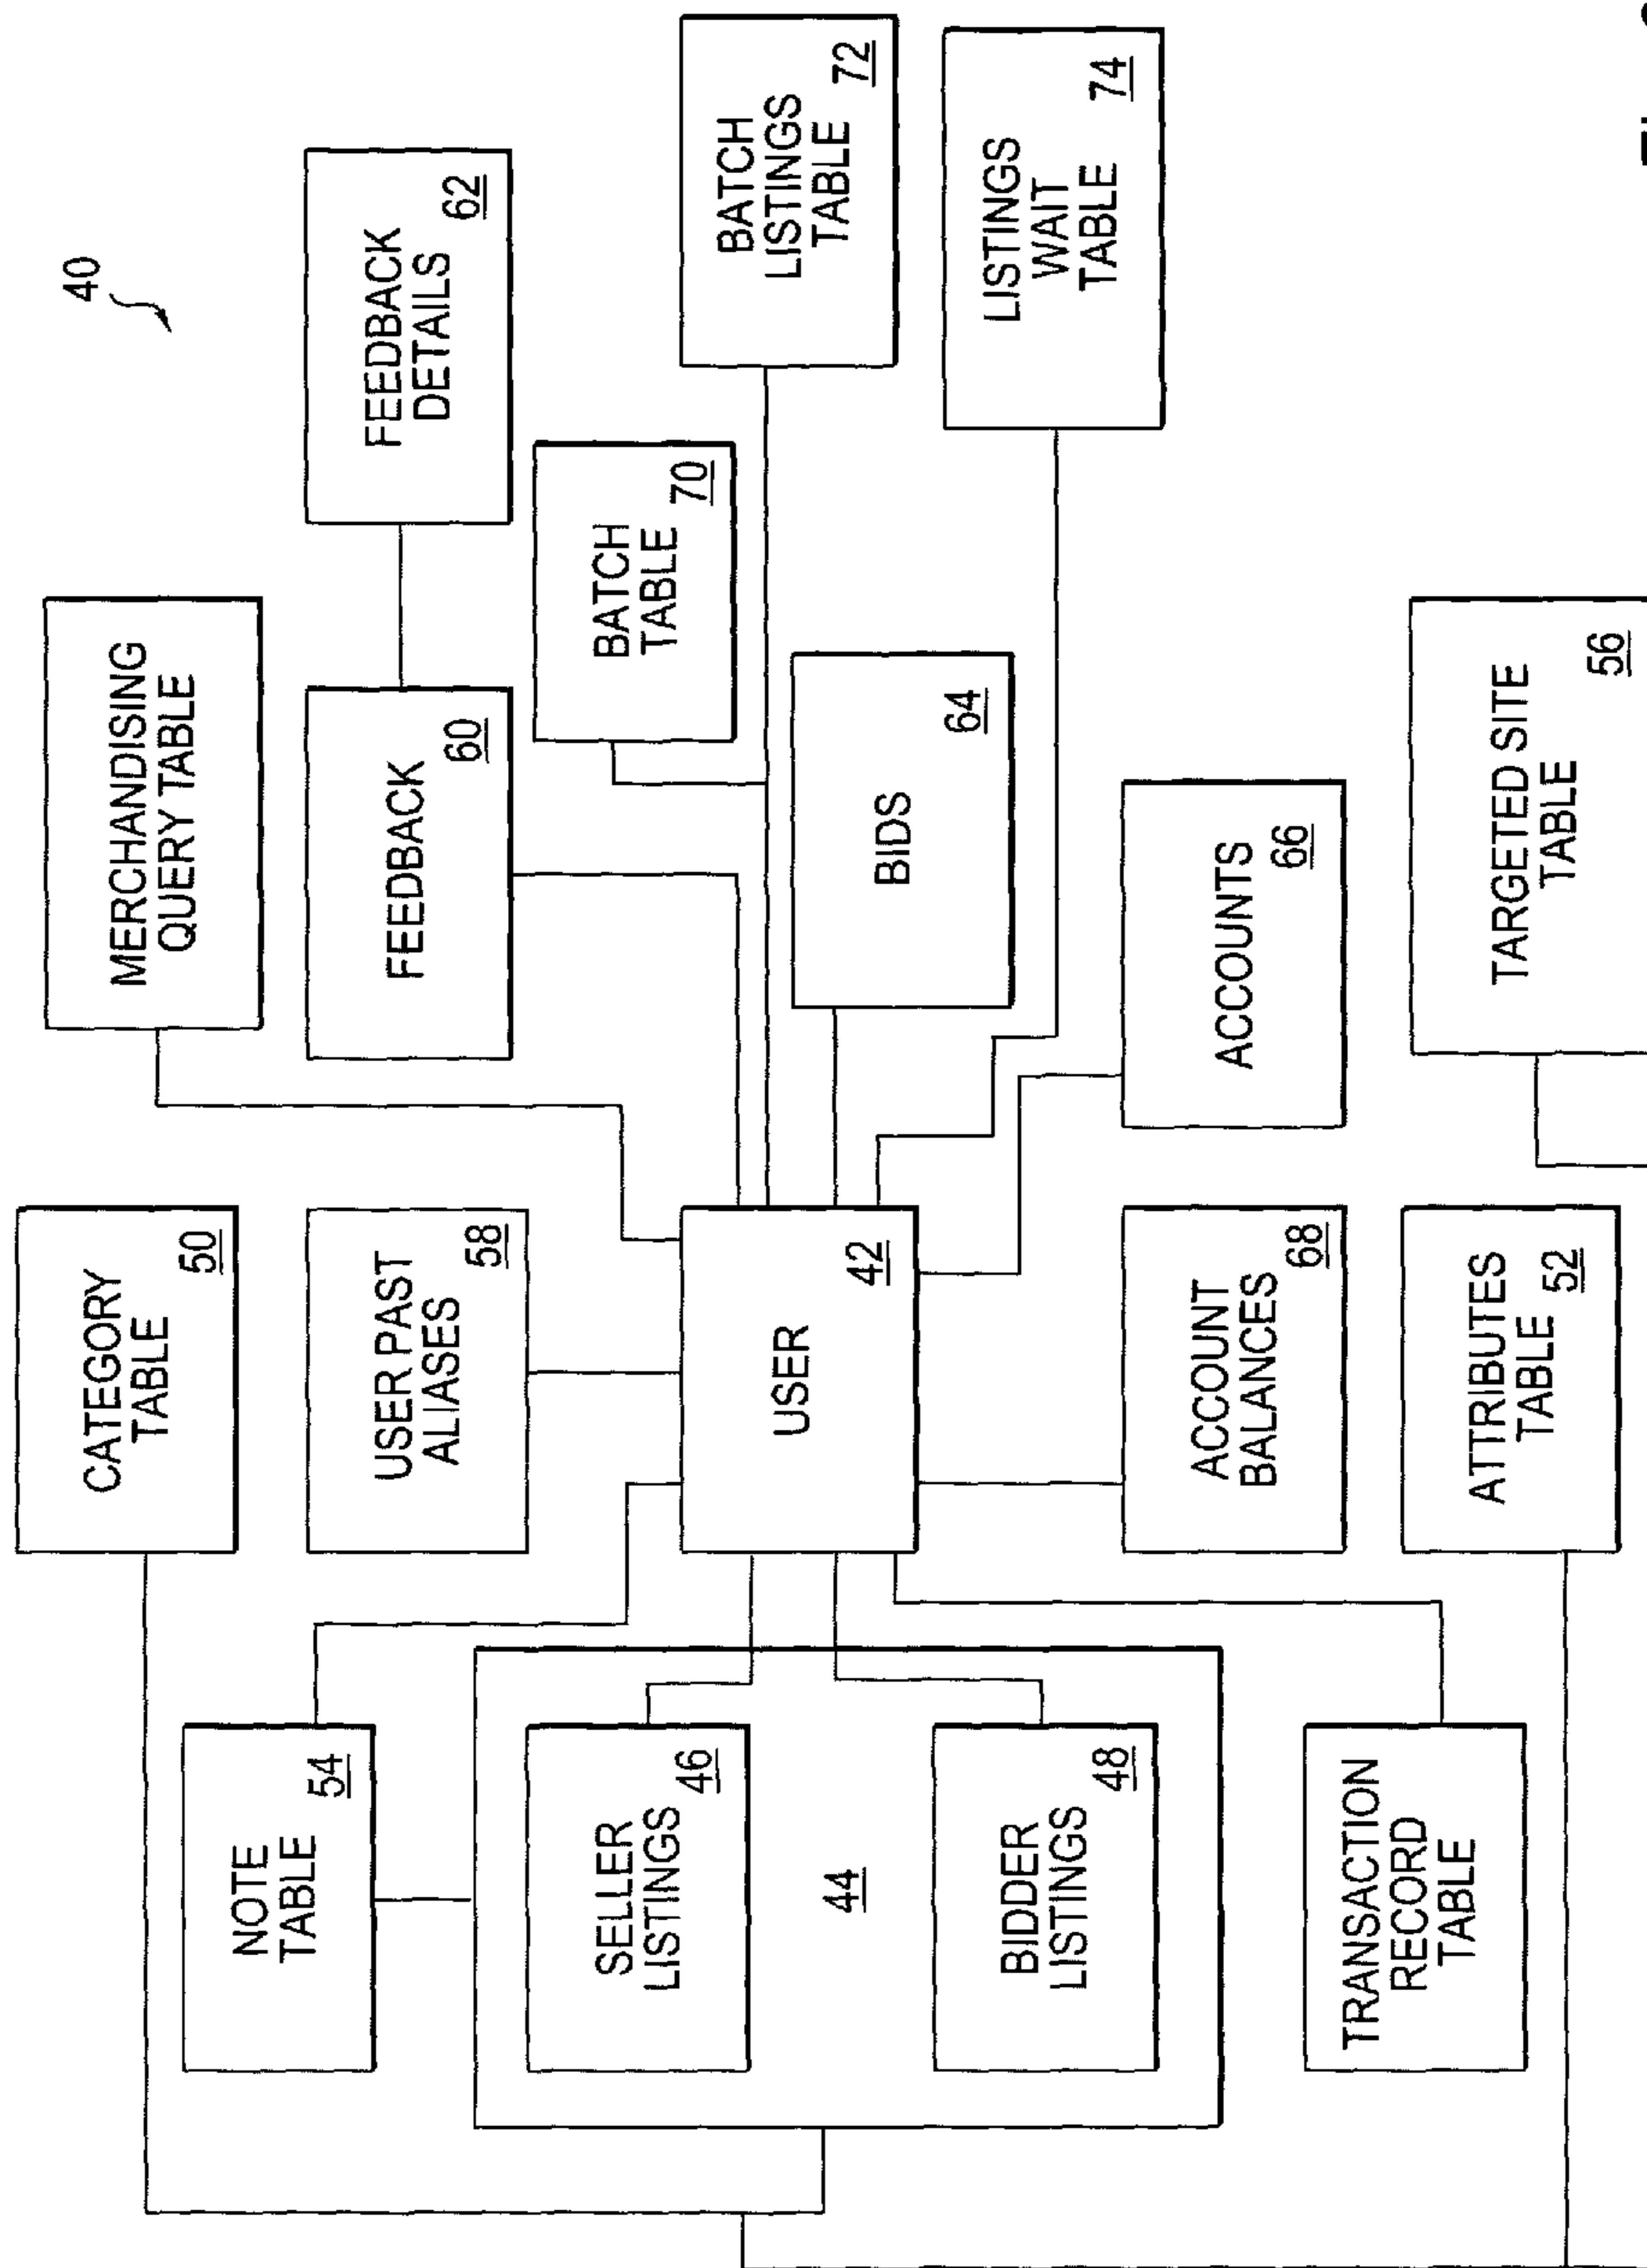 40
CATEGORY
TABLE
50
MERCHANDISING
QUERY TABLE
NOTE
TABLE
54
USER PAST
ALIASES
58
FEEDBACK
60
FEEDBACK
DETAILS
62
SELLER
LISTINGS
46
BATCH
TABLE
70
USER
42
BATCH
LISTINGS
TABLE
72
44
BIDS
64
BIDDER
LISTINGS
48
LISTINGS
WAIT
TABLE
74
ACCOUNT
BALANCES
68
ACCOUNTS
66
TRANSACTION
RECORD
TABLE
ATTRIBUTES
TABLE
52
TARGETED SITE
TABLE
56